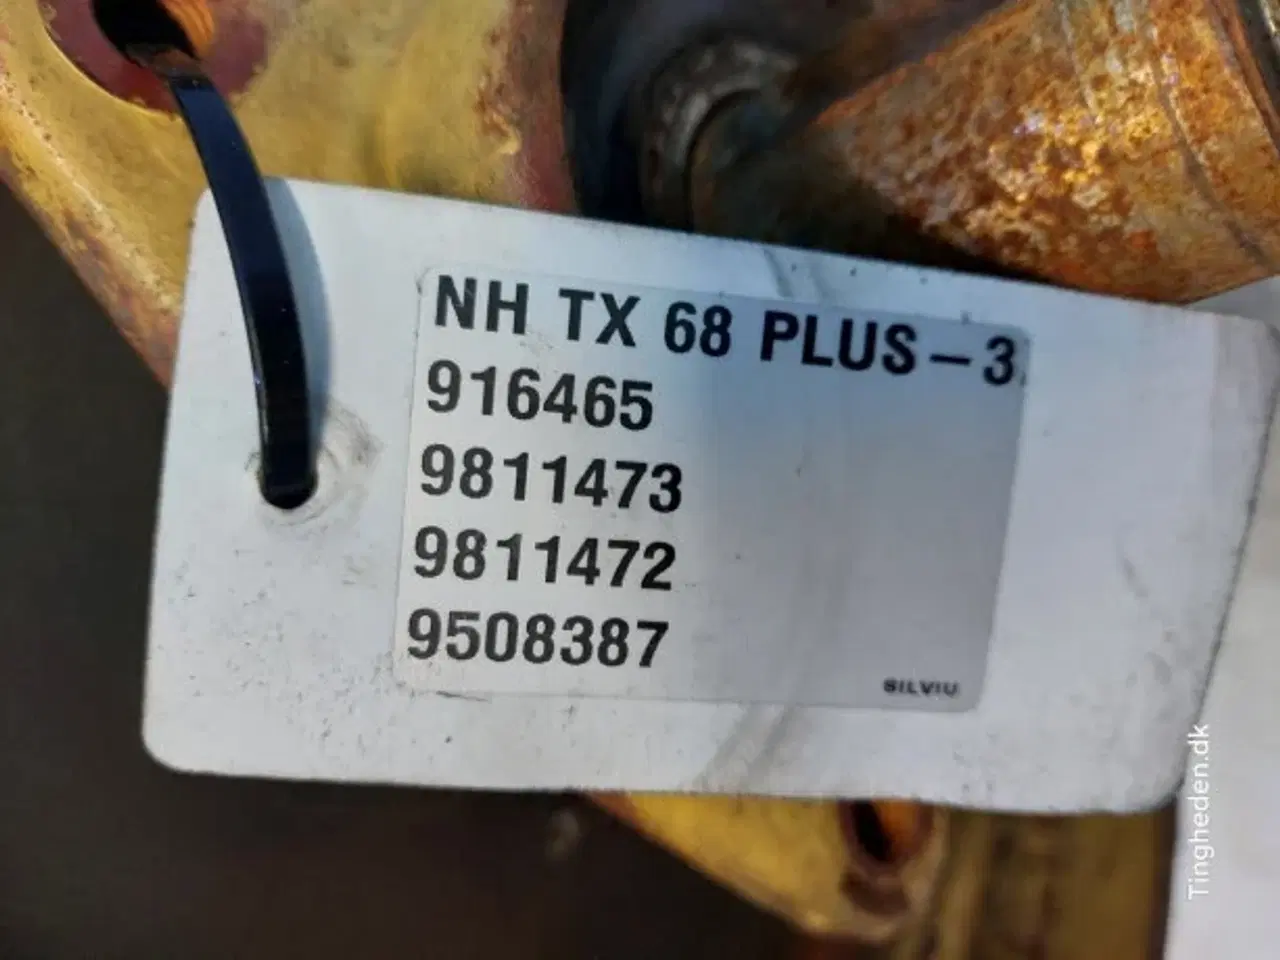 NH TX 68 PLUS – 3
916465
9811473
9811472
9508387
SILVIU
Tingheden.dk